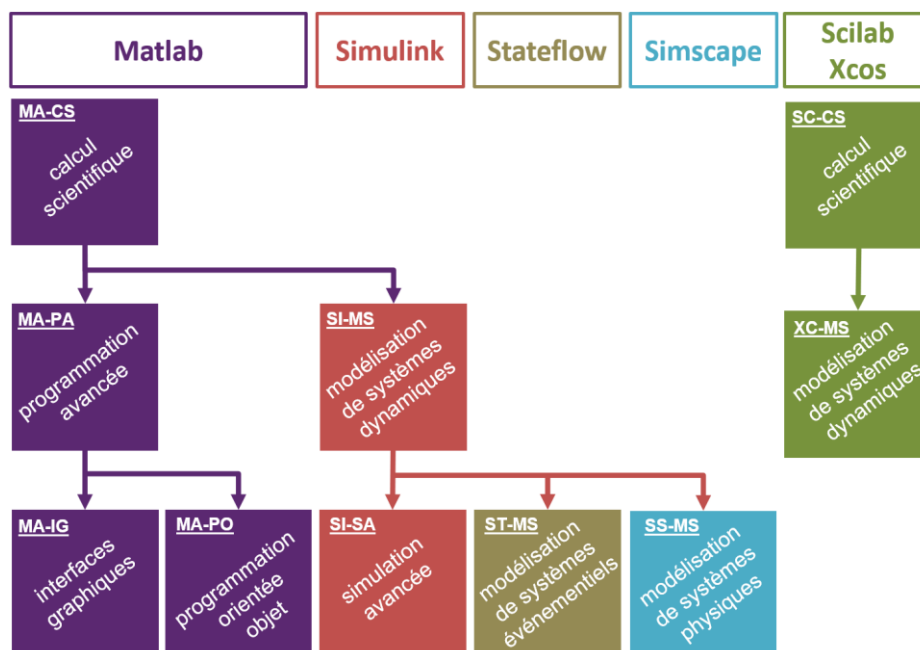 Matlab
Simulink
Stateflow
Simscape
Scilab
Xcos
MA-CS
calcul
scientifique
SC-CS
calcul
scientifique
MA-PA
programmation
avancée
SI-MS
modélisation
de systèmes
dynamiques
XC-MS
modélisation
de systèmes
dynamiques
MA-IG
interfaces
graphiques
MA-PO
programmation
orientée
objet
SI-SA
simulation
avancée
ST-MS
modélisation
de systèmes
événementiels
SS-MS
modélisation
de systèmes
physiques